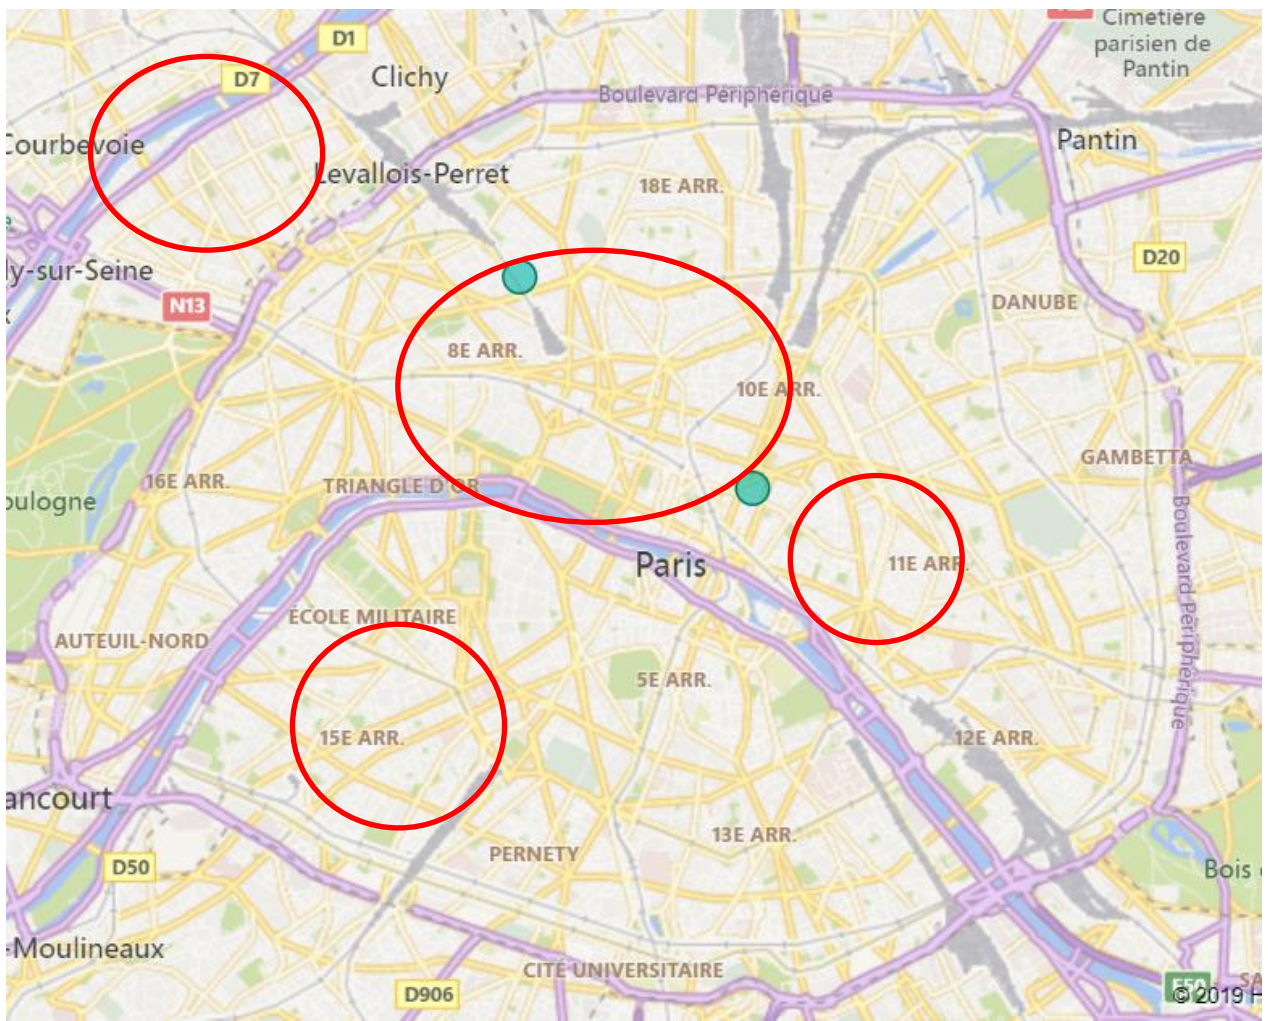 D1
Cimetière
parisien de
Pantin
Clichy
D7
Boulevard Périphérique
Courbevoie
Pantin
Levallois-Perret
18E ARR.
ly-sur-Seine
D20
N13
DANUBE
8E ARR.
10E ARR.
GAMBETTA
16E ARR.
TRIANGLE D'OR
oulogne
Boulevard Périphérique
Paris
11E ARR.
ÉCOLE MILITAIRE
AUTEUIL-NORD
5E ARR.
15E ARR.
12E ARR.
ancourt
13E ARR.
PERNETY
D50
Bois
-Moulineaux
CITÉ UNIVERSITAIRE
D906
E50
SA
© 2019 H